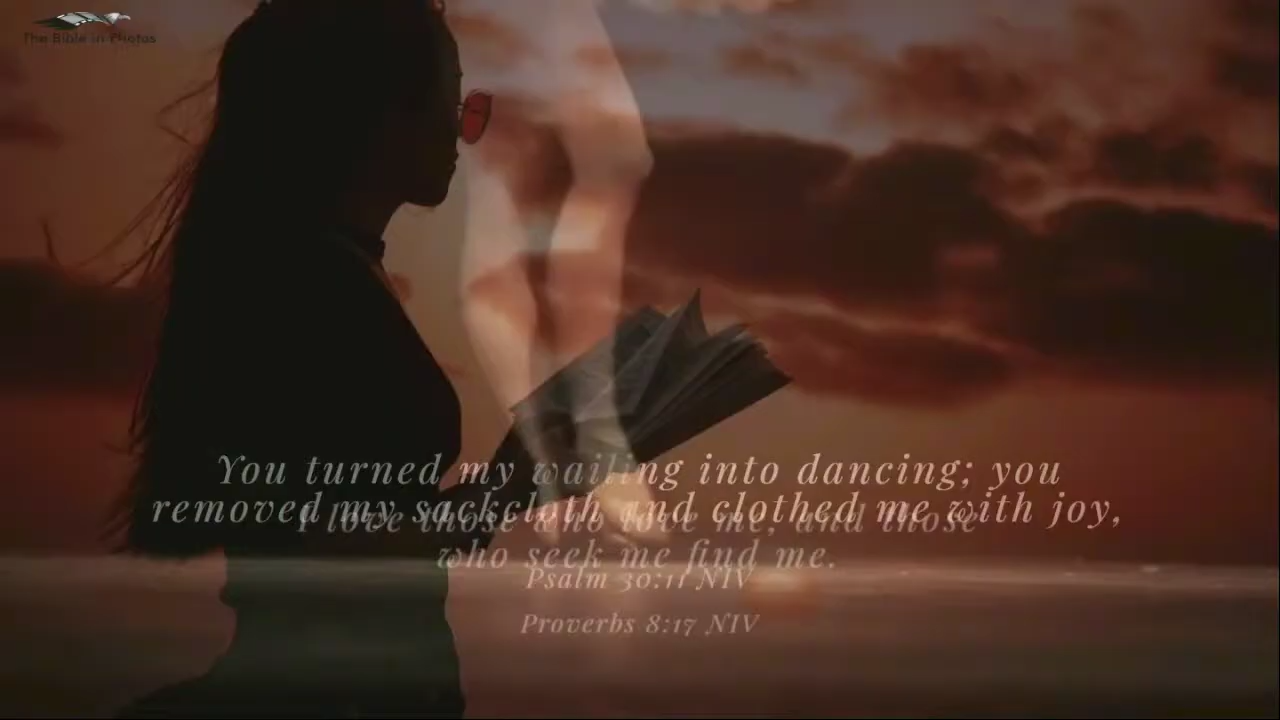 The Bible in Photos
You turned my wailing into dancing; you
removed my sackcloth and clothed me with joy,
I love those who love me, and those
who seek me find me.
Psalm 30:11 NIV
Proverbs 8:17 NIV